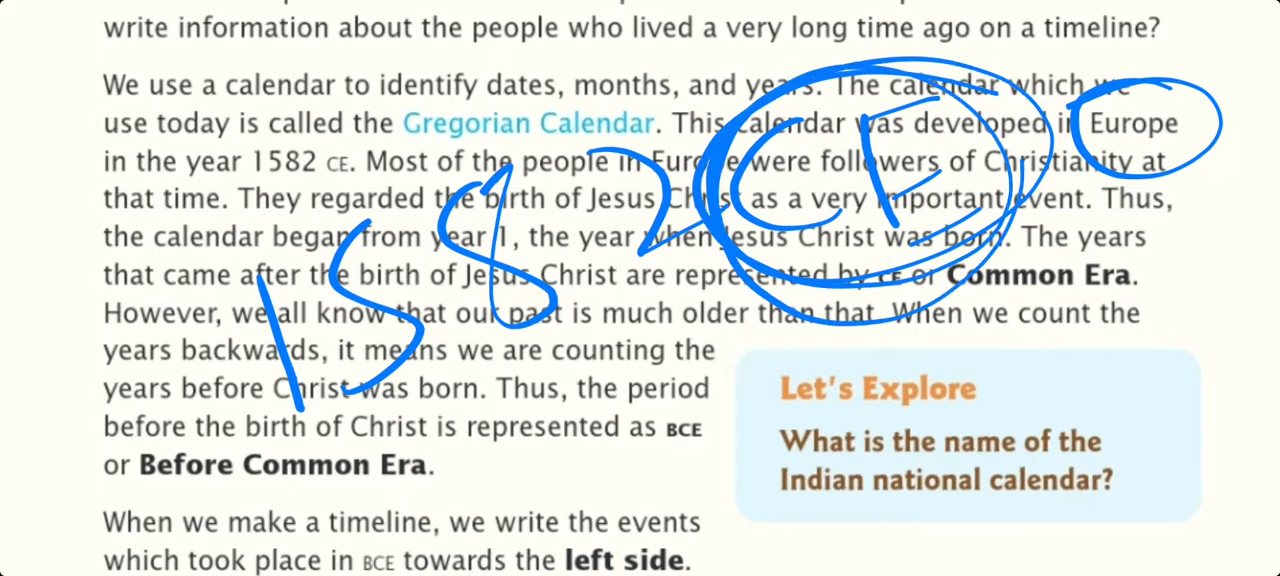 write information about the people who lived a very long time ago on a timeline?
We use a calendar to identify dates, months, and years. The calendar which we
use today is called the Gregorian Calendar. This calendar was developed in Europe
in the year 1582 CE. Most of the people in Europe were followers of Christianity at
that time. They regarded the birth of Jesus Christ as a very important event. Thus,
the calendar began from year 1, the year when Jesus Christ was born. The years
that came after the birth of Jesus Christ are represented by CE or Common Era.
However, we all know that our past is much older than that. When we count the
years backwards, it means we are counting the
years before Christ was born. Thus, the period
before the birth of Christ is represented as BCE
or Before Common Era.
When we make a timeline, we write the events
which took place in BCE towards the left side.
Let's Explore
What is the name of the
Indian national calendar?
1582 CE